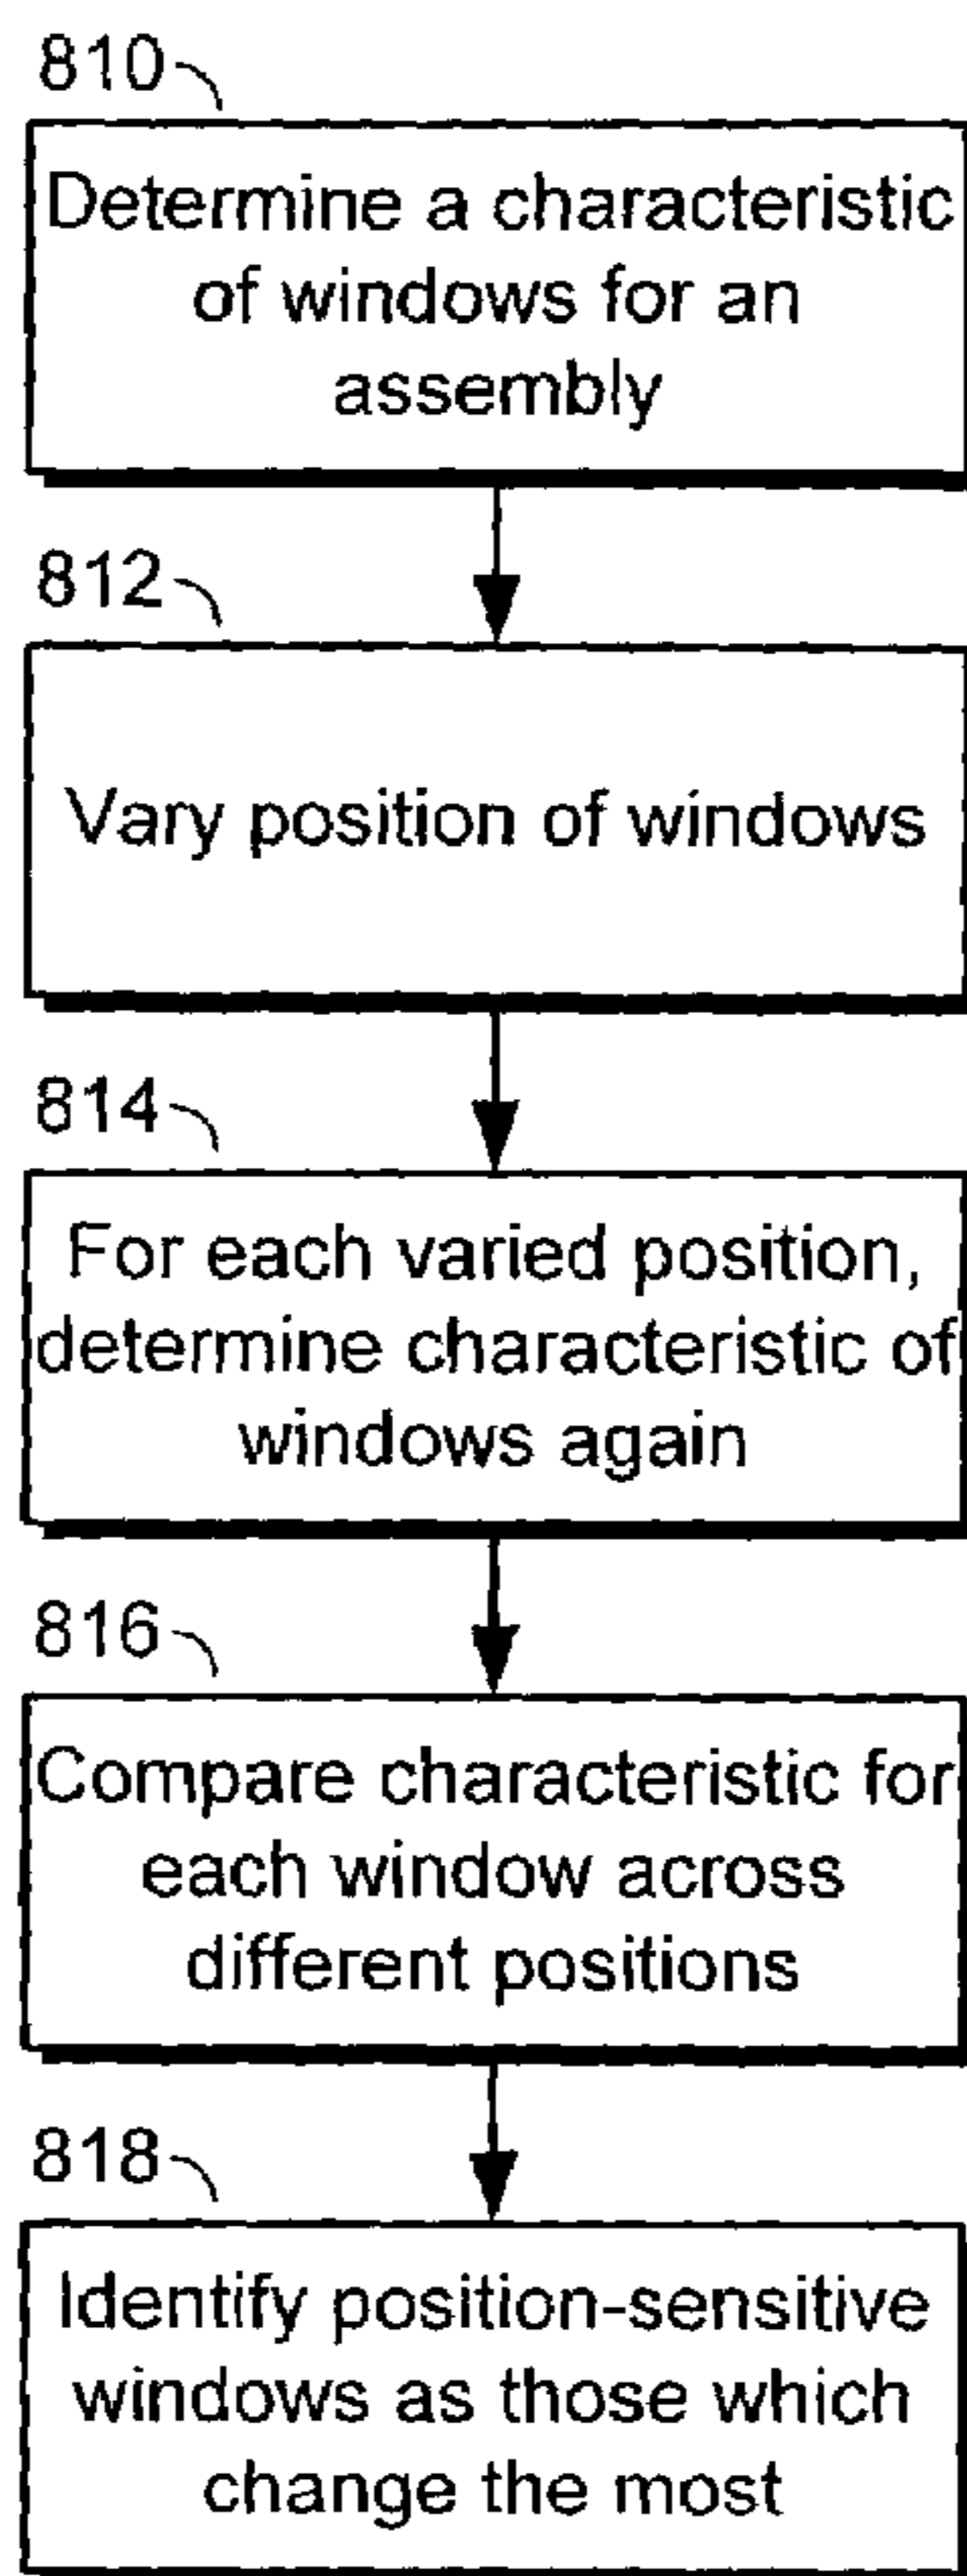 810
Determine a characteristic
of windows for an
assembly
812
Vary position of windows
814
For each varied position,
determine characteristic of
windows again
816
Compare characteristic for
each window across
different positions
818
Identify position-sensitive
windows as those which
change the most